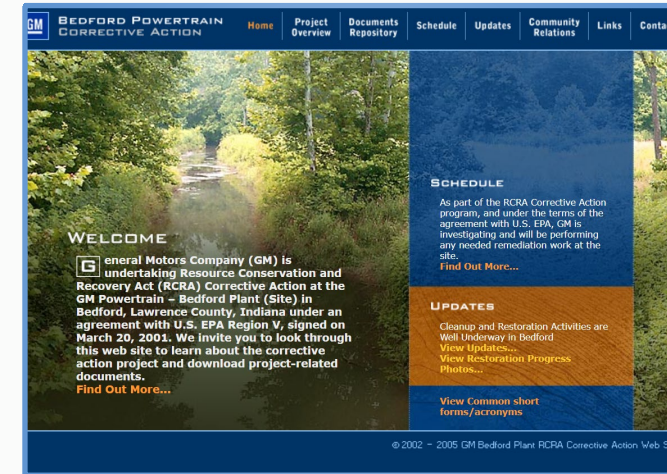 GM
BEDFORD POWERTRAIN
CORRECTIVE ACTION
Home
Project
Overview
Documents
Repository
Schedule
Updates
Community
Relations
Links
Conta
WELCOME
General Motors Company (GM) is
undertaking Resource Conservation and
Recovery Act (RCRA) Corrective Action at the
GM Powertrain – Bedford Plant (Site) in
Bedford, Lawrence County, Indiana under an
agreement with U.S. EPA Region V, signed on
March 20, 2001. We invite you to look through
this web site to learn about the corrective
action project and download project-related
documents.
Find Out More...
SCHEDULE
As part of the RCRA Corrective Action
program, and under the terms of the
agreement with U.S. EPA, GM is
investigating and will be performing
any needed remediation work at the
site.
Find Out More...
UPDATES
Cleanup and Restoration Activities are
Well Underway in Bedford
View Updates...
View Restoration Progress
Photos...
View Common short
forms/acronyms
© 2002 - 2005 GM Bedford Plant RCRA Corrective Action Web S